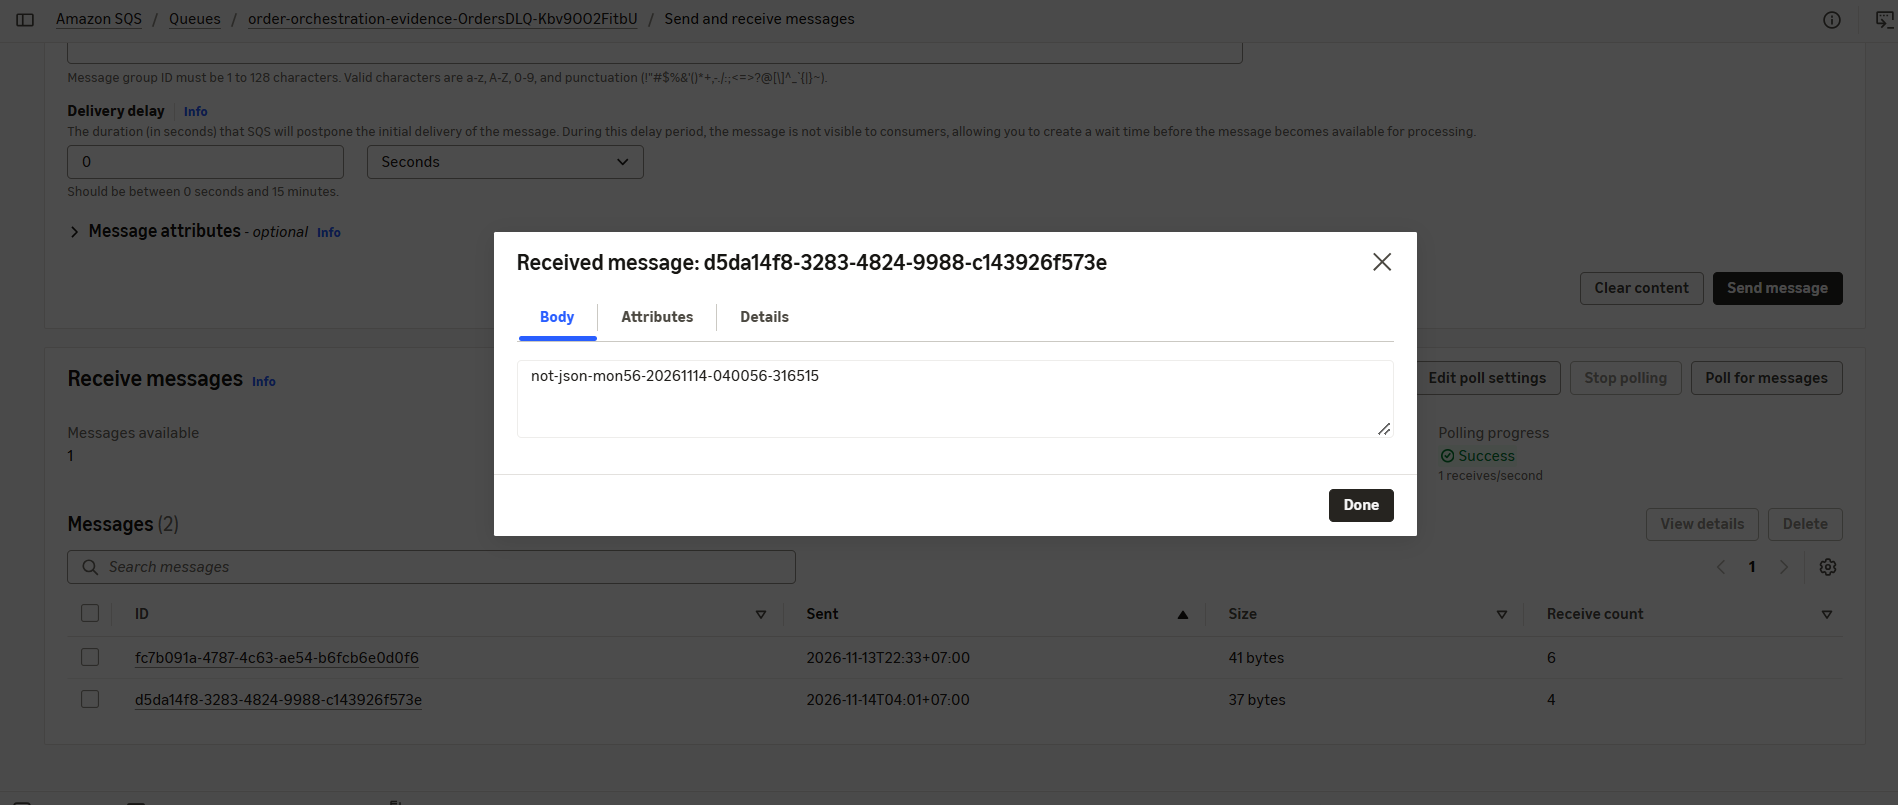 Amazon SQS / Queues / order-orchestration-evidence-OrdersDLQ-Kbv9OO2FitbU / Send and receive messages
Message group ID must be 1 to 128 characters. Valid characters are a-z, A-Z, 0-9, and punctuation (!"#$%&'()*+,-./:;<=>?@[\]^_`{|}~).
Delivery delay Info
The duration (in seconds) that SQS will postpone the initial delivery of the message. During this delay period, the message is not visible to consumers, allowing you to create a wait time before the message becomes available for processing.
0 Seconds
Should be between 0 seconds and 15 minutes.
Message attributes - optional Info
Clear content Send message
Received message: d5da14f8-3283-4824-9988-c143926f573e
Body Attributes Details
not-json-mon56-20261114-040056-316515
Done
Receive messages Info
Edit poll settings Stop polling Poll for messages
Messages available
1
Polling progress
Success
1 receives/second
Messages (2)
View details Delete
Search messages
1
ID Sent Size Receive count
fc7b091a-4787-4c63-ae54-b6fcb6e0d0f6 2026-11-13T22:33+07:00 41 bytes 6
d5da14f8-3283-4824-9988-c143926f573e 2026-11-14T04:01+07:00 37 bytes 4